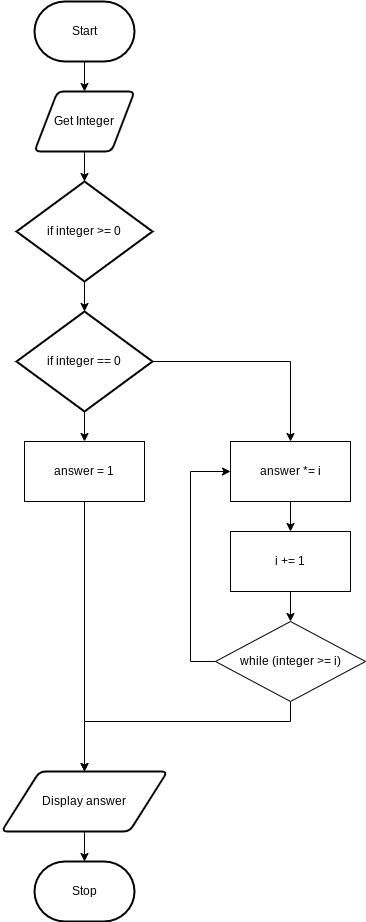 Start
Get Integer
if integer >= 0
if integer == 0
answer = 1
answer *= i
i += 1
while (integer >= i)
Display answer
Stop